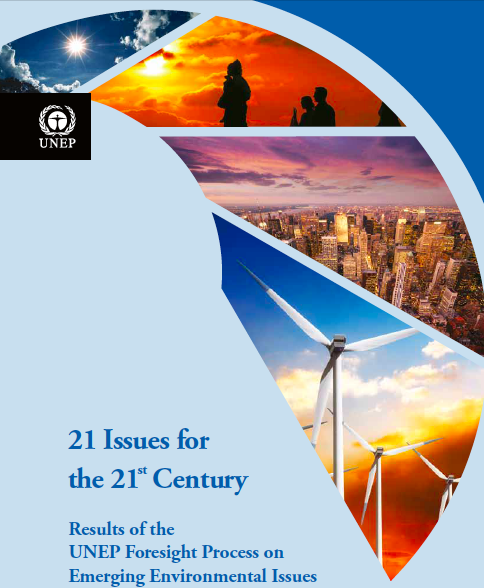 UNEP
21 Issues for
the 21st Century
Results of the
UNEP Foresight Process on
Emerging Environmental Issues